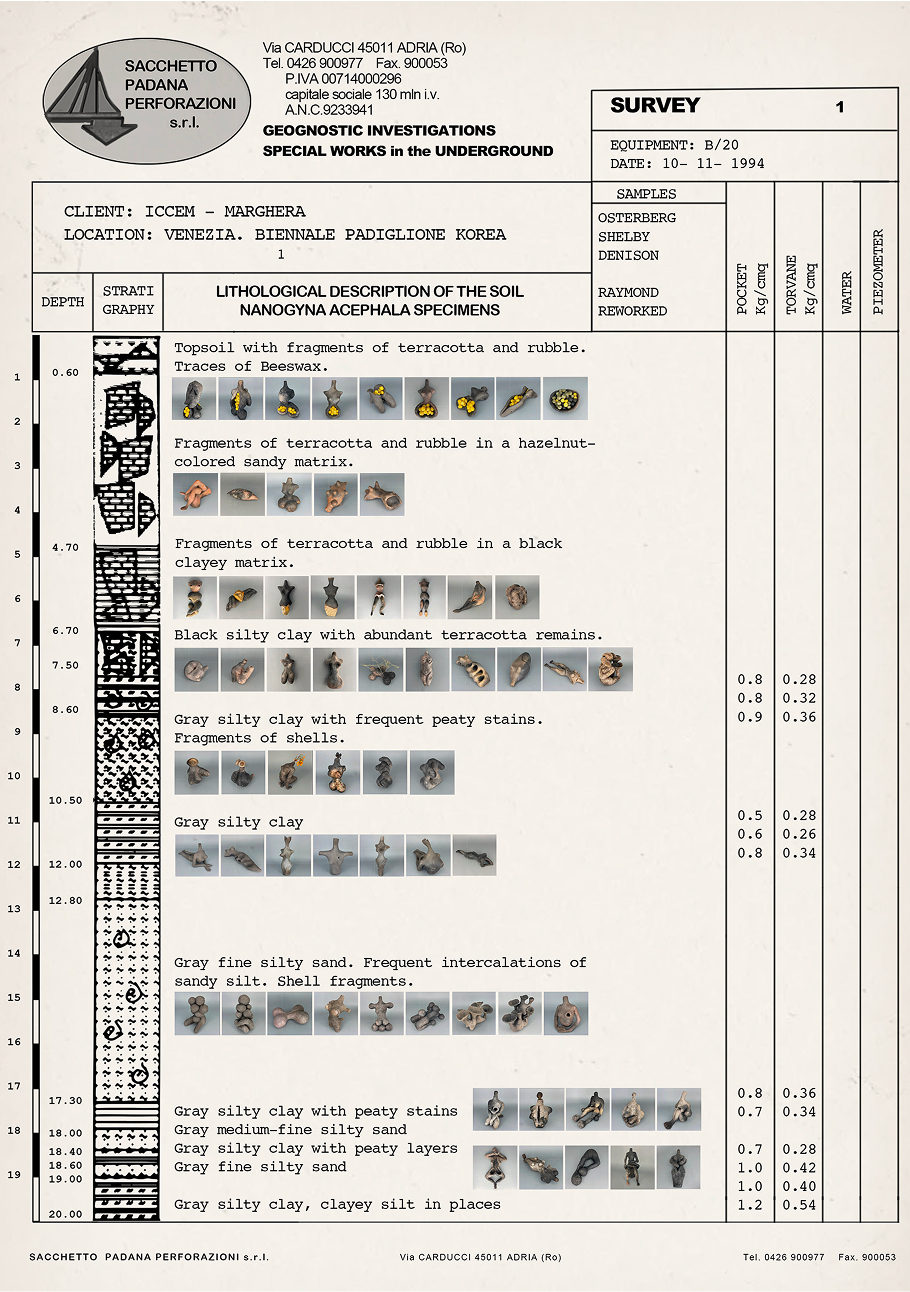 SACCHETTO
PADANA
PERFORAZIONI
s.r.l.
Via CARDUCCI 45011 ADRIA (Ro)
Tel. 0426 900977 Fax. 900053
P.IVA 00714000296
capitale sociale 130 mln i.v.
A.N.C.9233941
GEOGNOSTIC INVESTIGATIONS
SPECIAL WORKS in the UNDERGROUND
SURVEY 1
EQUIPMENT: B/20
DATE: 10- 11- 1994
CLIENT: ICCEM - MARGHERA
LOCATION: VENEZIA. BIENNALE PADIGLIONE KOREA
1
SAMPLES
OSTERBERG
SHELBY
DENISON
RAYMOND
REWORKED
POCKET
Kg/cmq
TORVANE
Kg/cmq
WATER
PIEZOMETER
DEPTH
STRATI
GRAPHY
LITHOLOGICAL DESCRIPTION OF THE SOIL
NANOGYNA ACEPHALA SPECIMENS
Topsoil with fragments of terracotta and rubble.
Traces of Beeswax.
0.60
1
2
Fragments of terracotta and rubble in a hazelnut-
colored sandy matrix.
3
4
4.70
Fragments of terracotta and rubble in a black
clayey matrix.
5
6
6.70
Black silty clay with abundant terracotta remains.
7
7.50
0.8 0.28
8
0.8 0.32
8.60
0.9 0.36
Gray silty clay with frequent peaty stains.
Fragments of shells.
9
10
10.50
0.5 0.28
11
Gray silty clay
0.6 0.26
0.8 0.34
12
12.00
12.80
13
14
Gray fine silty sand. Frequent intercalations of
sandy silt. Shell fragments.
15
16
17
0.8 0.36
17.30
Gray silty clay with peaty stains
0.7 0.34
18
18.00
Gray medium-fine silty sand
18.40
Gray silty clay with peaty layers
0.7 0.28
18.60
Gray fine silty sand
1.0 0.42
19
19.00
1.0 0.40
Gray silty clay, clayey silt in places
1.2 0.54
20.00
SACCHETTO PADANA PERFORAZIONI s.r.l.
Via CARDUCCI 45011 ADRIA (Ro)
Tel. 0426 900977 Fax. 900053